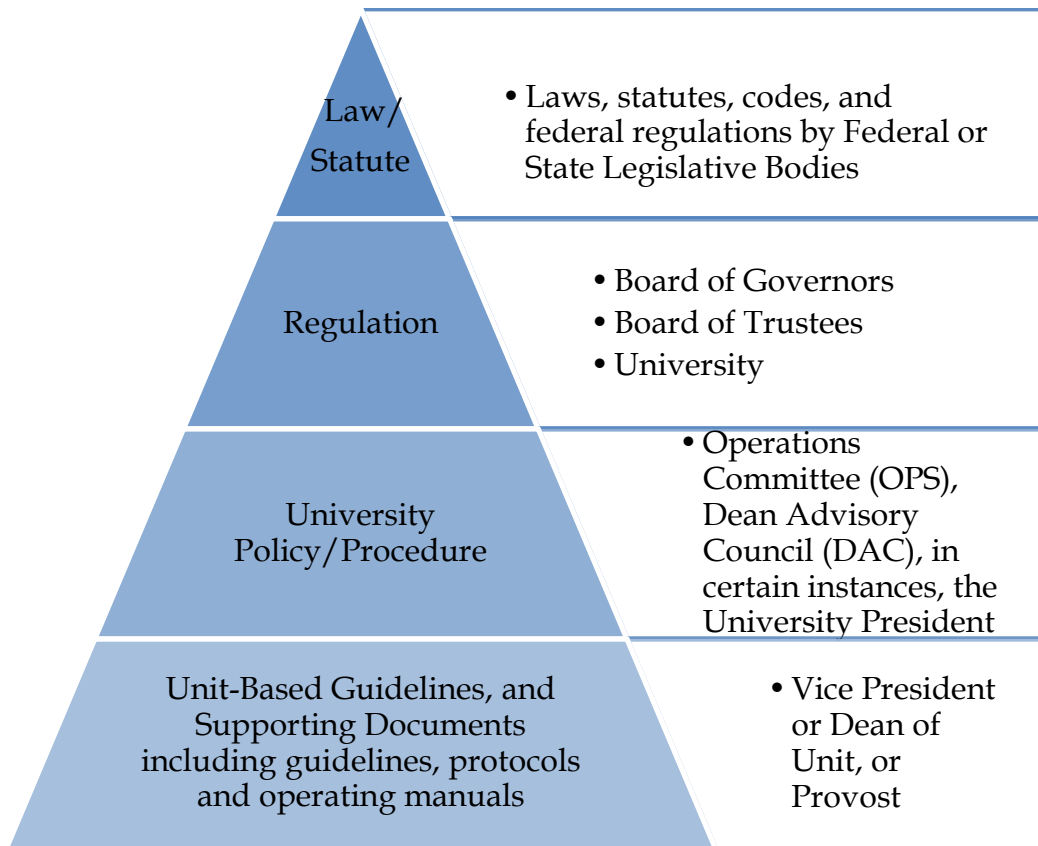 Law/
Statute
• Laws, statutes, codes, and
federal regulations by Federal or
State Legislative Bodies
Regulation
• Board of Governors
• Board of Trustees
• University
University
Policy/Procedure
• Operations
Committee (OPS),
Dean Advisory
Council (DAC), in
certain instances, the
University President
Unit-Based Guidelines, and
Supporting Documents
including guidelines, protocols
and operating manuals
• Vice President
or Dean of
Unit, or
Provost